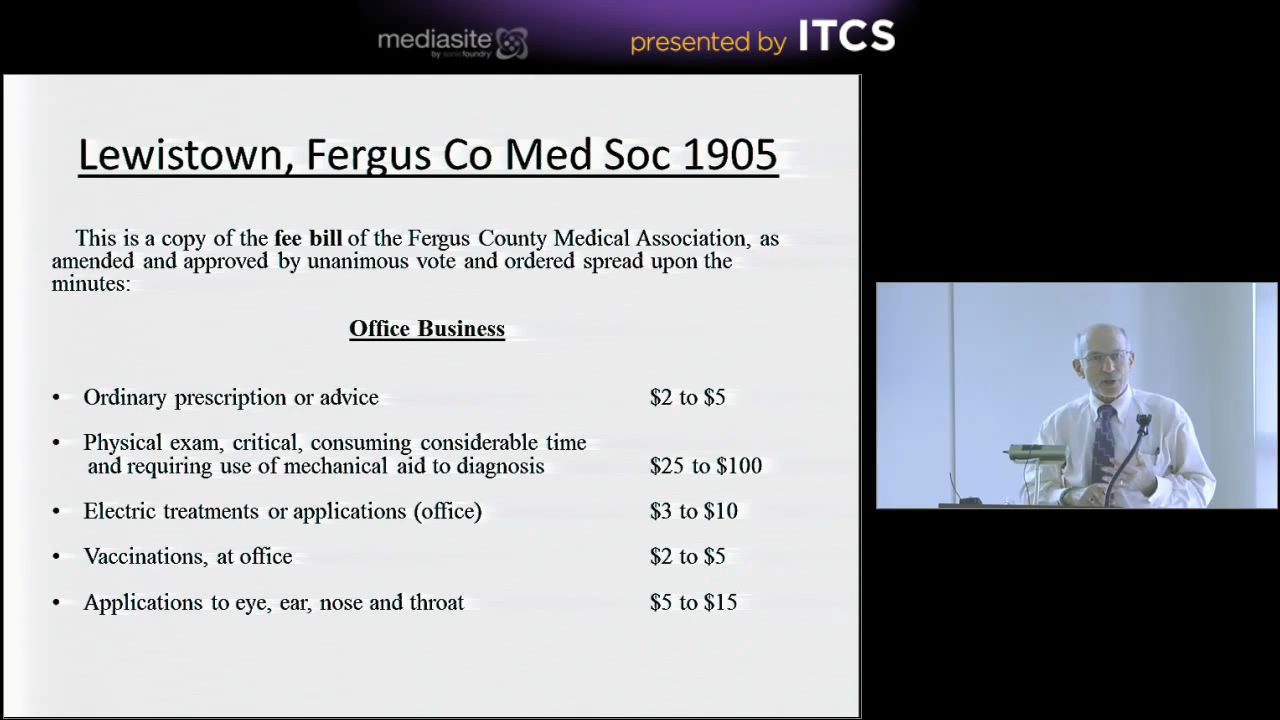 mediasite
by sonicfoundry
presented by ITCS
Lewistown, Fergus Co Med Soc 1905
This is a copy of the fee bill of the Fergus County Medical Association, as
amended and approved by unanimous vote and ordered spread upon the
minutes:
Office Business
• Ordinary prescription or advice $2 to $5
• Physical exam, critical, consuming considerable time
and requiring use of mechanical aid to diagnosis $25 to $100
• Electric treatments or applications (office) $3 to $10
• Vaccinations, at office $2 to $5
• Applications to eye, ear, nose and throat $5 to $15